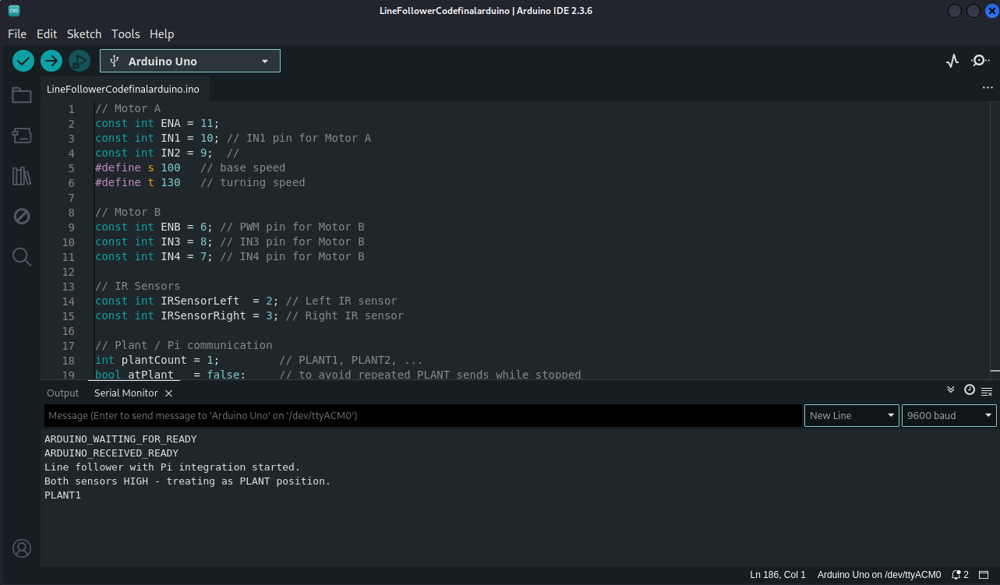 LineFollowerCodefinalarduino | Arduino IDE 2.3.6
File Edit Sketch Tools Help
Arduino Uno
LineFollowerCodefinalarduino.ino
1 // Motor A
2 const int ENA = 11;
3 const int IN1 = 10; // IN1 pin for Motor A
4 const int IN2 = 9;  //
5 #define s 100   // base speed
6 #define t 130   // turning speed
7
8 // Motor B
9 const int ENB = 6; // PWM pin for Motor B
10 const int IN3 = 8; // IN3 pin for Motor B
11 const int IN4 = 7; // IN4 pin for Motor B
12
13 // IR Sensors
14 const int IRSensorLeft  = 2; // Left IR sensor
15 const int IRSensorRight = 3; // Right IR sensor
16
17 // Plant / Pi communication
18 int plantCount = 1;         // PLANT1, PLANT2, ...
19 bool atPlant   = false;     // to avoid repeated PLANT sends while stopped
Output Serial Monitor
Message (Enter to send message to 'Arduino Uno' on '/dev/ttyACM0') New Line 9600 baud
ARDUINO_WAITING_FOR_READY
ARDUINO_RECEIVED_READY
Line follower with Pi integration started.
Both sensors HIGH - treating as PLANT position.
PLANT1
Ln 186, Col 1 Arduino Uno on /dev/ttyACM0 2